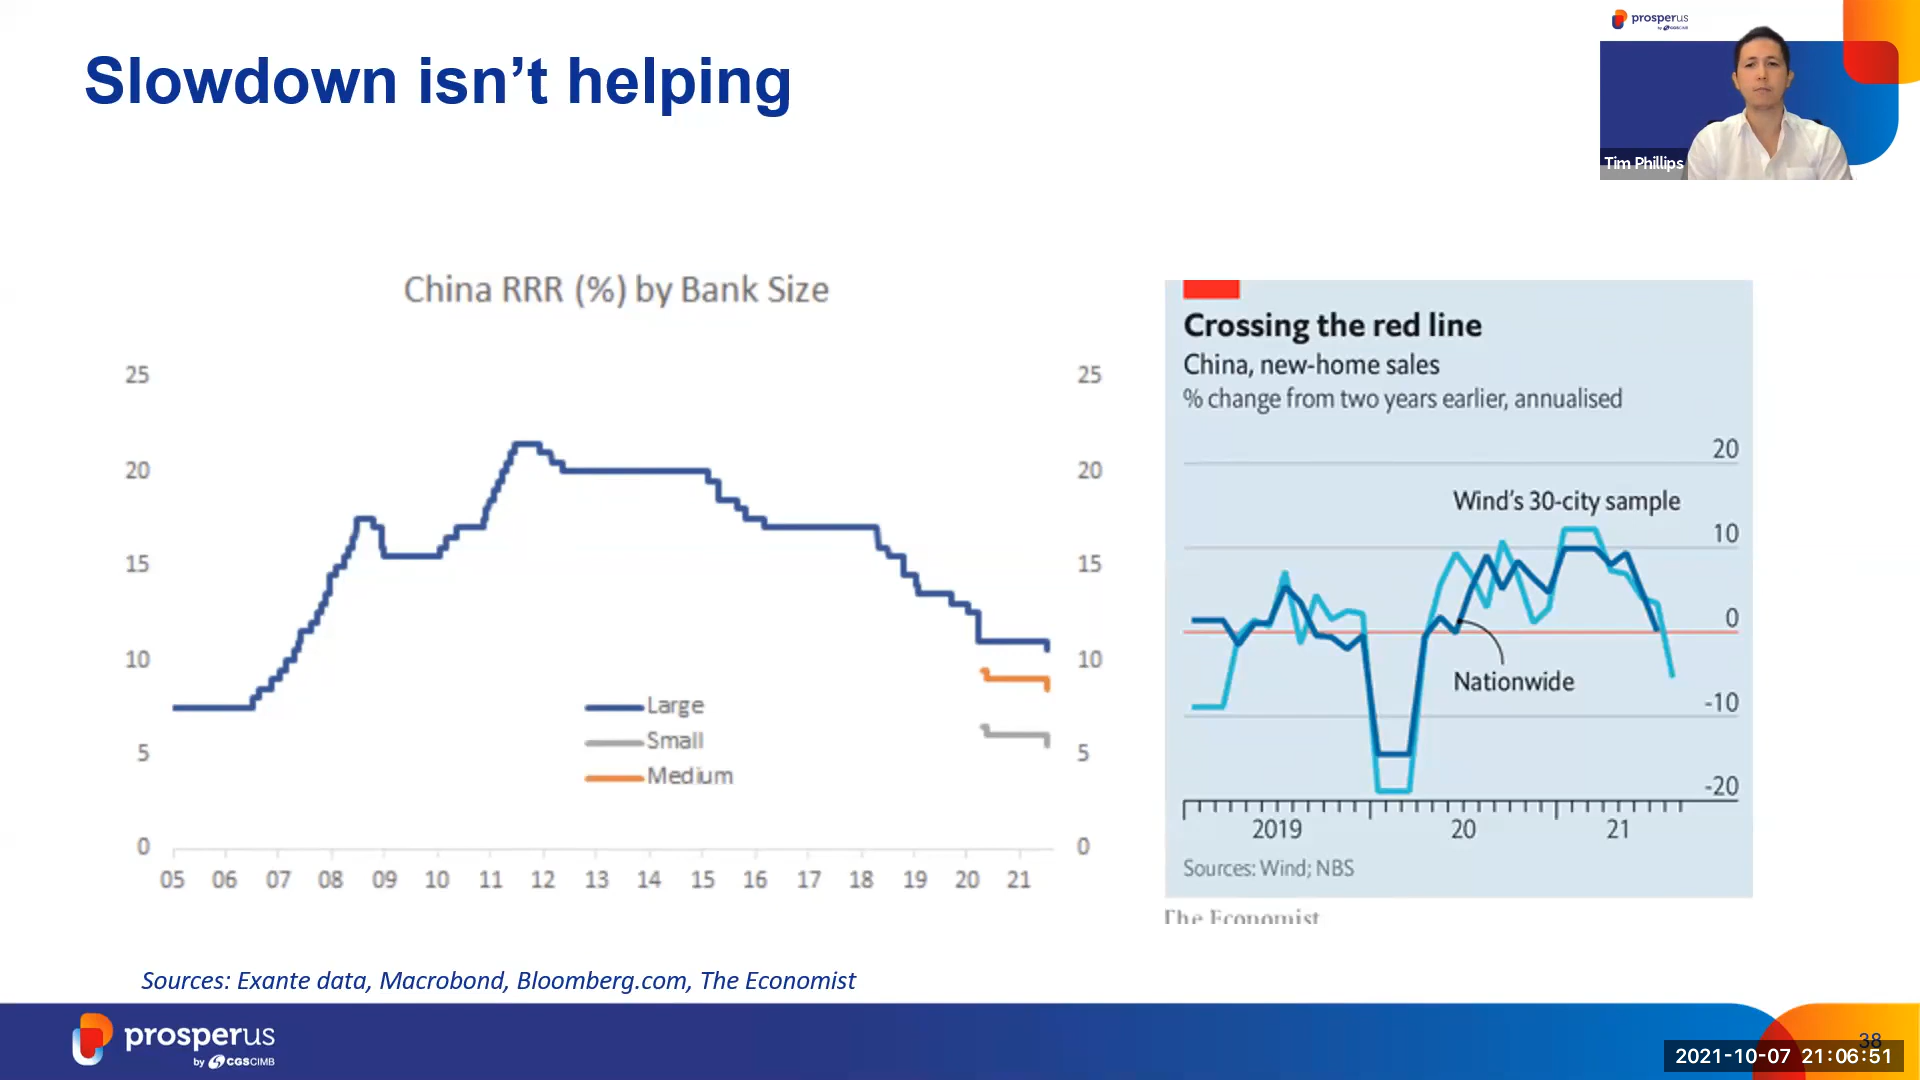 Slowdown isn’t helping
prosperus
by CGS CIMB
Tim Phillips
China RRR (%) by Bank Size
25
20
15
10
5
0
25
20
15
10
5
0
Large
Small
Medium
05 06 07 08 09 10 11 12 13 14 15 16 17 18 19 20 21
Crossing the red line
China, new-home sales
% change from two years earlier, annualised
20
Wind’s 30-city sample
10
0
Nationwide
-10
-20
2019 20 21
Sources: Wind; NBS
The Economist
Sources: Exante data, Macrobond, Bloomberg.com, The Economist
prosperus
by CGS CIMB
38
2021-10-07 21:06:51